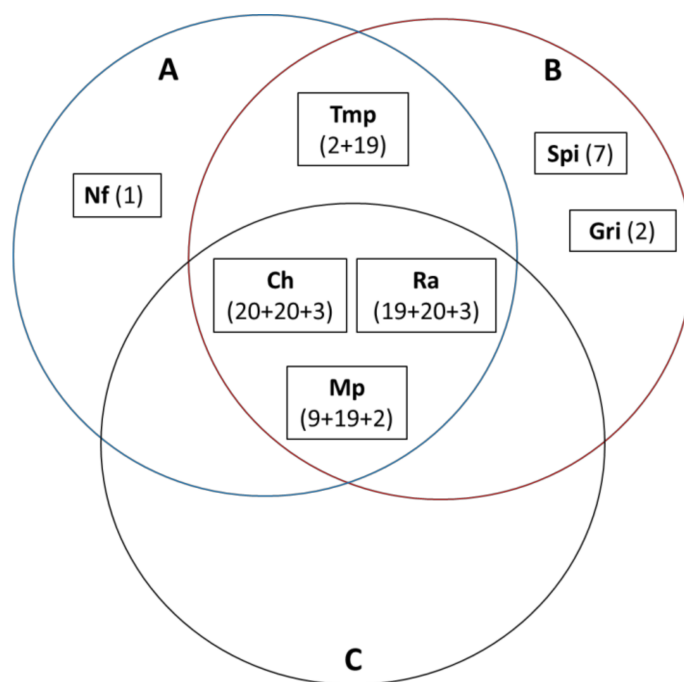 A
B
Tmp
(2+19)
Spi (7)
Nf (1)
Gri (2)
Ch
(20+20+3)
Ra
(19+20+3)
Mp
(9+19+2)
C